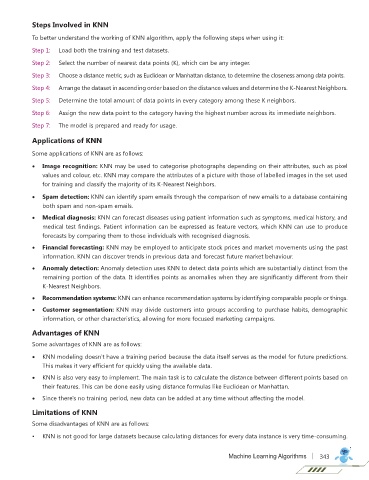 Steps Involved in KNN
To better understand the working of KNN algorithm, apply the following steps when using it:
Step 1: Load both the training and test datasets.
Step 2: Select the number of nearest data points (K), which can be any integer.
Step 3: Choose a distance metric, such as Euclidean or Manhattan distance, to determine the closeness among data points.
Step 4: Arrange the dataset in ascending order based on the distance values and determine the K-Nearest Neighbors.
Step 5: Determine the total amount of data points in every category among these K neighbors.
Step 6: Assign the new data point to the category having the highest number across its immediate neighbors.
Step 7: The model is prepared and ready for usage.
Applications of KNN
Some applications of KNN are as follows:
• Image recognition: KNN may be used to categorise photographs depending on their attributes, such as pixel
values and colour, etc. KNN may compare the attributes of a picture with those of labelled images in the set used
for training and classify the majority of its K-Nearest Neighbors.
• Spam detection: KNN can identify spam emails through the comparison of new emails to a database containing
both spam and non-spam emails.
• Medical diagnosis: KNN can forecast diseases using patient information such as symptoms, medical history, and
medical test findings. Patient information can be expressed as feature vectors, which KNN can use to produce
forecasts by comparing them to those individuals with recognised diagnosis.
• Financial forecasting: KNN may be employed to anticipate stock prices and market movements using the past
information. KNN can discover trends in previous data and forecast future market behaviour.
• Anomaly detection: Anomaly detection uses KNN to detect data points which are substantially distinct from the
remaining portion of the data. It identifies points as anomalies when they are significantly different from their
K-Nearest Neighbors.
• Recommendation systems: KNN can enhance recommendation systems by identifying comparable people or things.
• Customer segmentation: KNN may divide customers into groups according to purchase habits, demographic
information, or other characteristics, allowing for more focused marketing campaigns.
Advantages of KNN
Some advantages of KNN are as follows:
• KNN modeling doesn't have a training period because the data itself serves as the model for future predictions.
This makes it very efficient for quickly using the available data.
• KNN is also very easy to implement. The main task is to calculate the distance between different points based on
their features. This can be done easily using distance formulas like Euclidean or Manhattan.
• Since there's no training period, new data can be added at any time without affecting the model.
Limitations of KNN
Some disadvantages of KNN are as follows:
• KNN is not good for large datasets because calculating distances for every data instance is very time-consuming.
Machine Learning Algorithms | 343